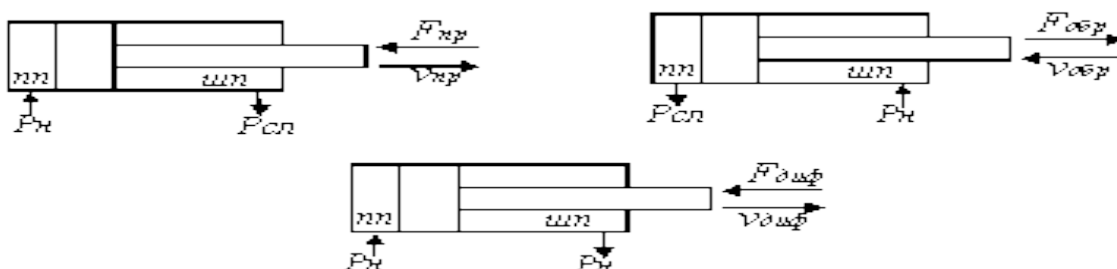 Fпр
Vпр
пп
шп
Pн
Pсл
Fобр
Vобр
пп
шп
Pсл
Pн
Fдиф
Vдиф
пп
шп
Pн
Pн